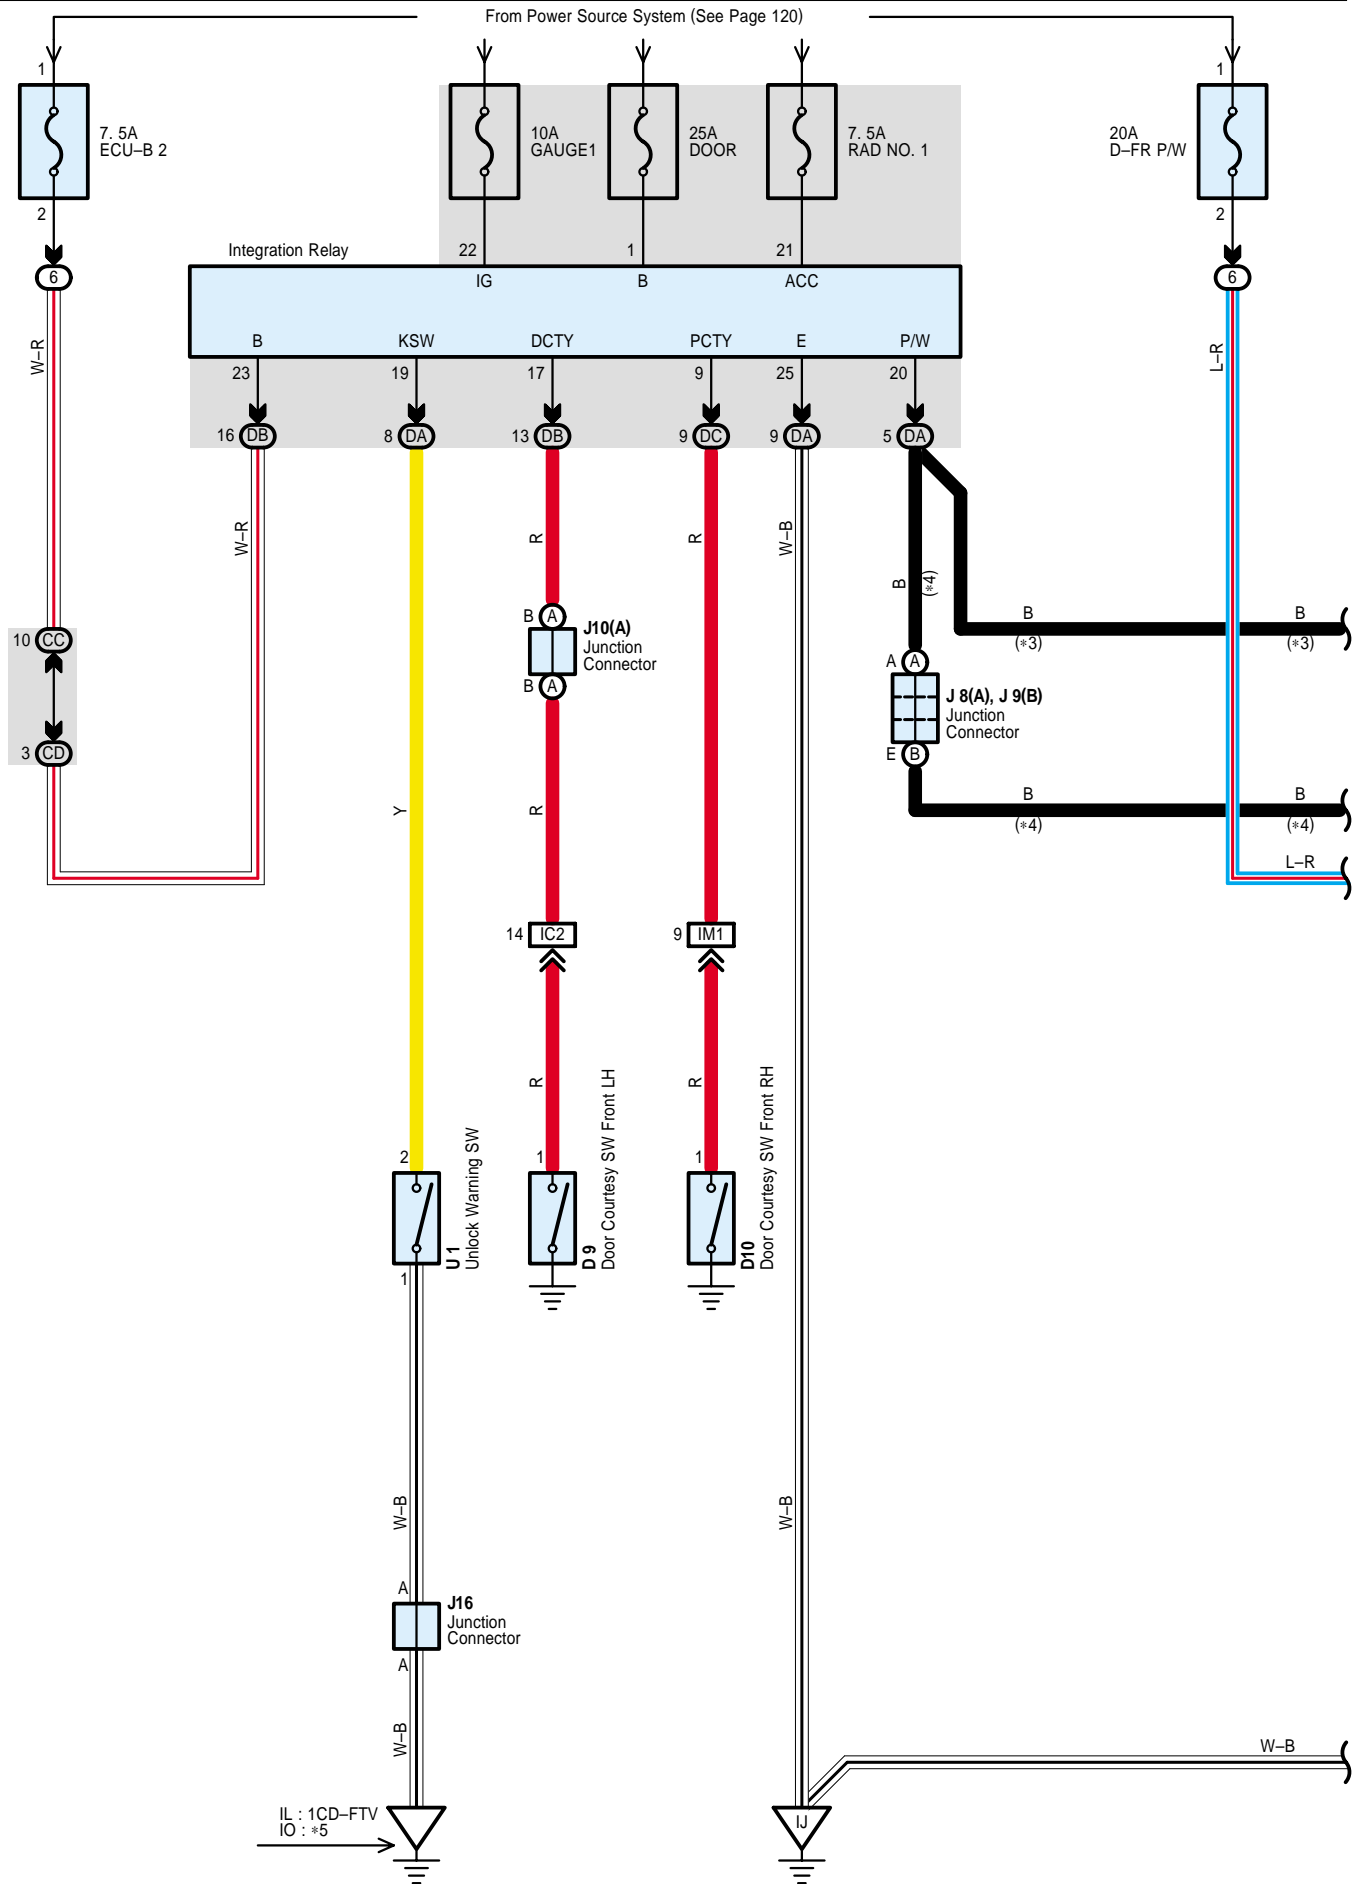 From Power Source System (See Page 120)
1
1
7. 5A
ECU–B 2
10A
GAUGE1
25A
DOOR
7. 5A
RAD NO. 1
20A
D–FR P/W
2
2
Integration Relay
22
1
21
6
6
IG
B
ACC
B
KSW
DCTY
PCTY
E
P/W
W–R
L–R
23
19
17
9
25
20
16 DB
8 DA
13 DB
9 DC
9 DA
5 DA
W–R
R
R
W–B
B
(∗4)
B A
J10(A)
Junction
Connector
B A
B
(∗3)
B
(∗3)
10 CC
A A
J 8(A), J 9(B)
Junction
Connector
E B
3 CD
Y
R
B
(∗4)
B
(∗4)
L–R
14 IC2
9 IM1
R
R
2
1
1
U 1
Unlock Warning SW
D 9
Door Courtesy SW Front LH
D10
Door Courtesy SW Front RH
1
W–B
W–B
A
J16
Junction
Connector
A
W–B
W–B
IL : 1CD–FTV
IO : ∗5
IJ